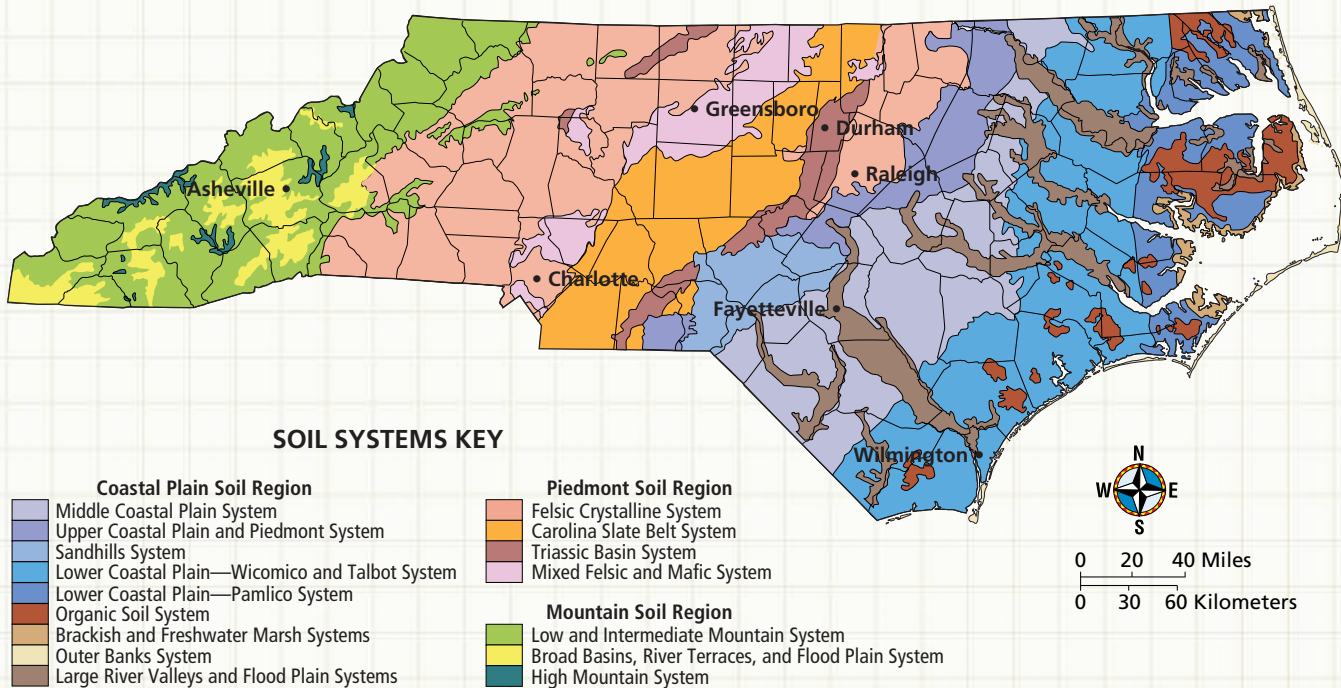 Greensboro
Durham
Raleigh
Asheville
Charlotte
Fayetteville
Wilmington
SOIL SYSTEMS KEY
Coastal Plain Soil Region
Middle Coastal Plain System
Upper Coastal Plain and Piedmont System
Sandhills System
Lower Coastal Plain—Wicomico and Talbot System
Lower Coastal Plain—Pamlico System
Organic Soil System
Brackish and Freshwater Marsh Systems
Outer Banks System
Large River Valleys and Flood Plain Systems
Piedmont Soil Region
Felsic Crystalline System
Carolina Slate Belt System
Triassic Basin System
Mixed Felsic and Mafic System
Mountain Soil Region
Low and Intermediate Mountain System
Broad Basins, River Terraces, and Flood Plain System
High Mountain System
N
W E
S
0 20 40 Miles
0 30 60 Kilometers